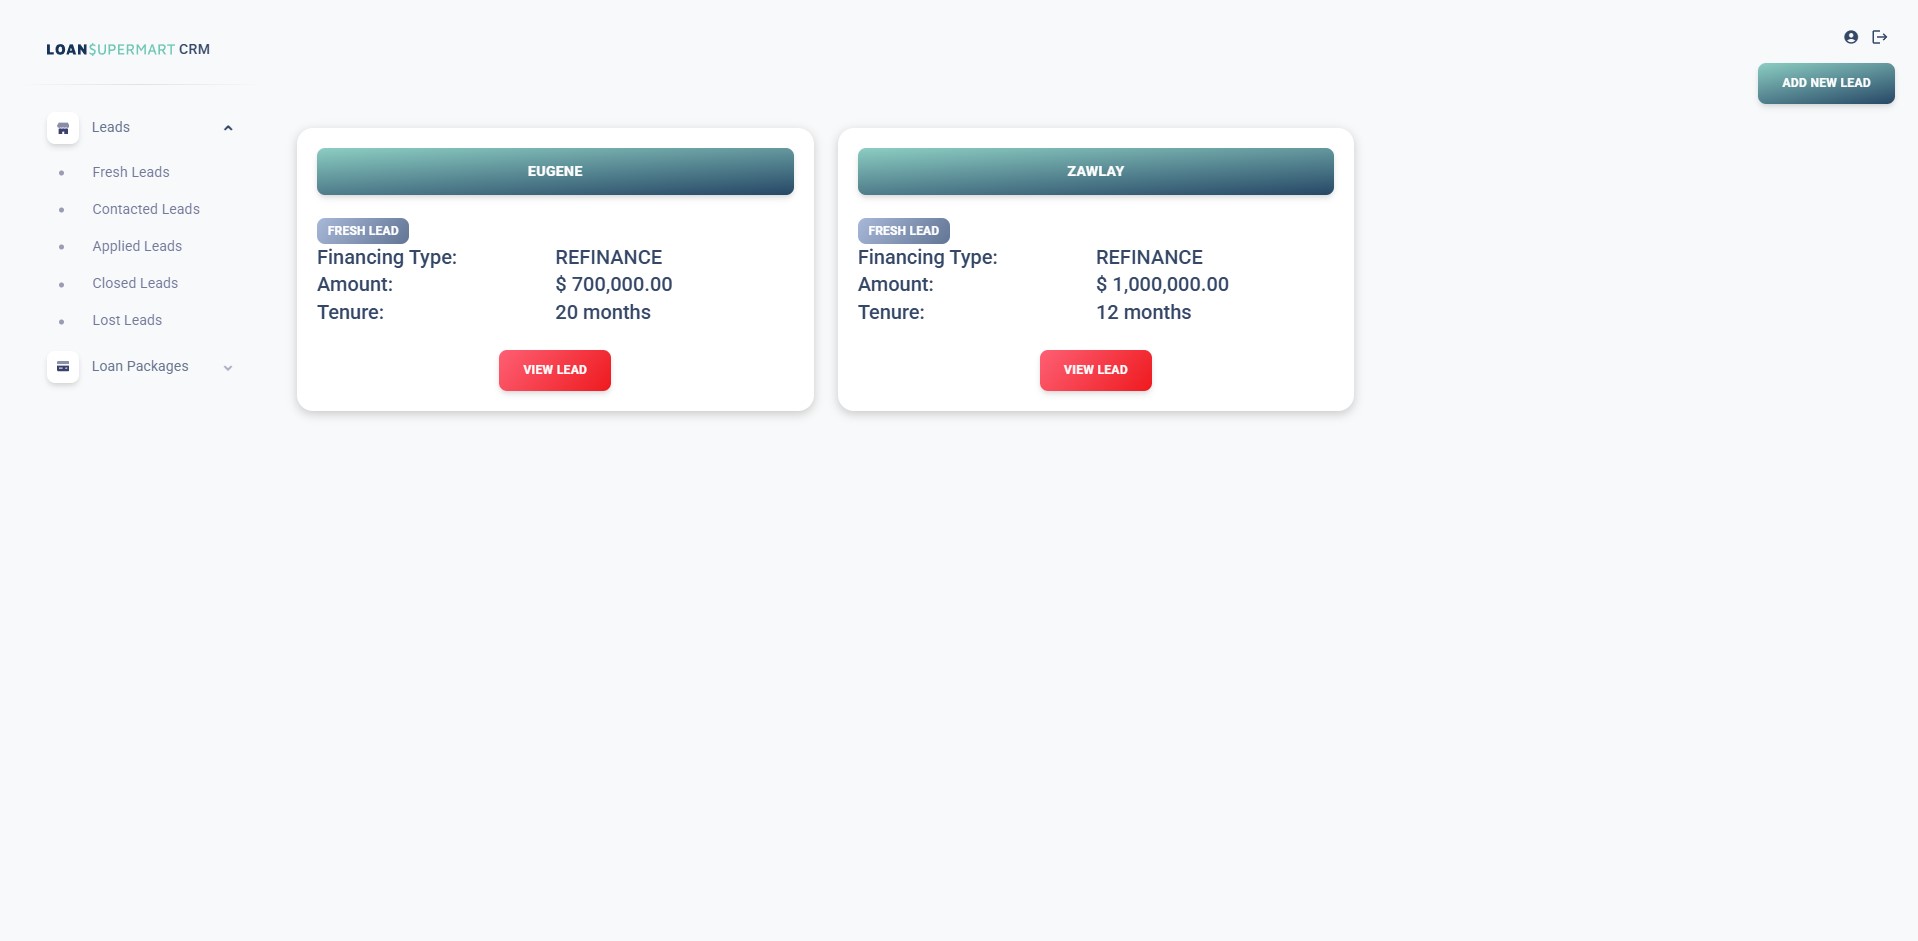 LOAN$UPERMART CRM
ADD NEW LEAD
Leads
Fresh Leads
Contacted Leads
Applied Leads
Closed Leads
Lost Leads
Loan Packages
EUGENE
FRESH LEAD
Financing Type: REFINANCE
Amount: $ 700,000.00
Tenure: 20 months
VIEW LEAD
ZAWLAY
FRESH LEAD
Financing Type: REFINANCE
Amount: $ 1,000,000.00
Tenure: 12 months
VIEW LEAD